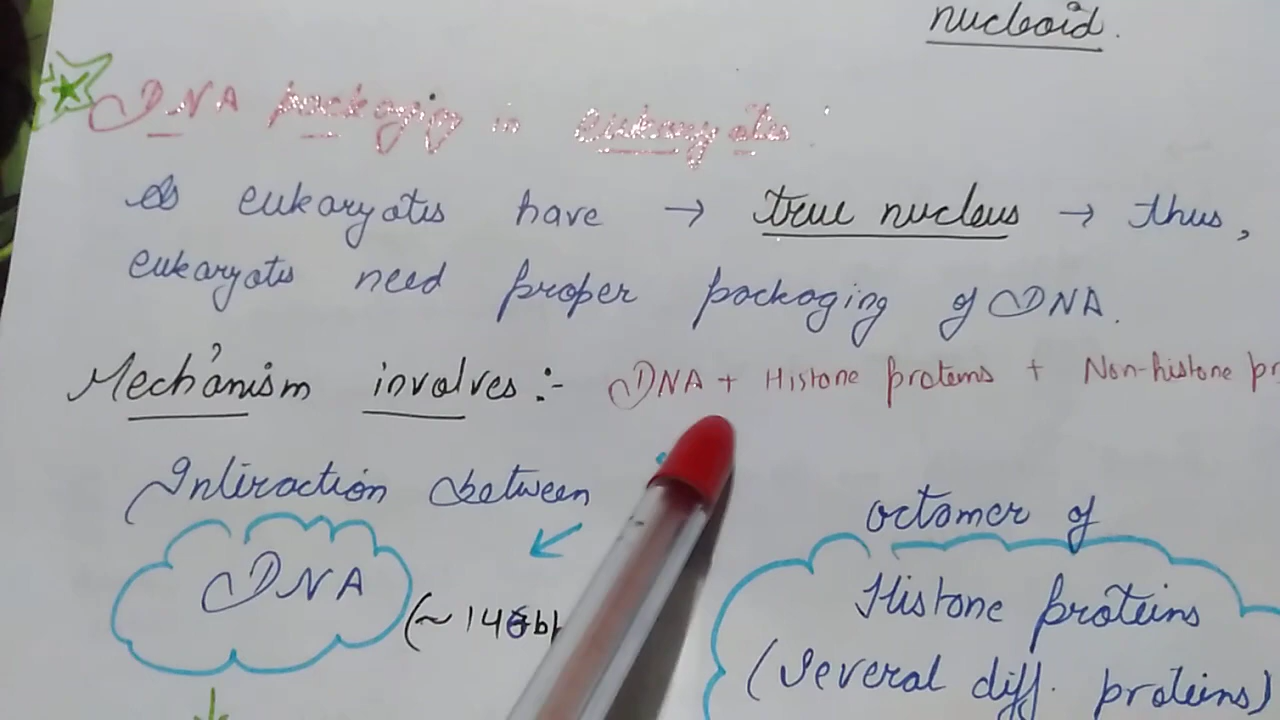 nucleoid.
DNA packaging in eukaryotes :
As eukaryotes have → true nucleus → thus,
eukaryotes need proper packaging of DNA.
Mechanism involves :- DNA + Histone proteins + Non-histone pr
Interaction between
octamer of
DNA
Histone proteins
(several diff. proteins)